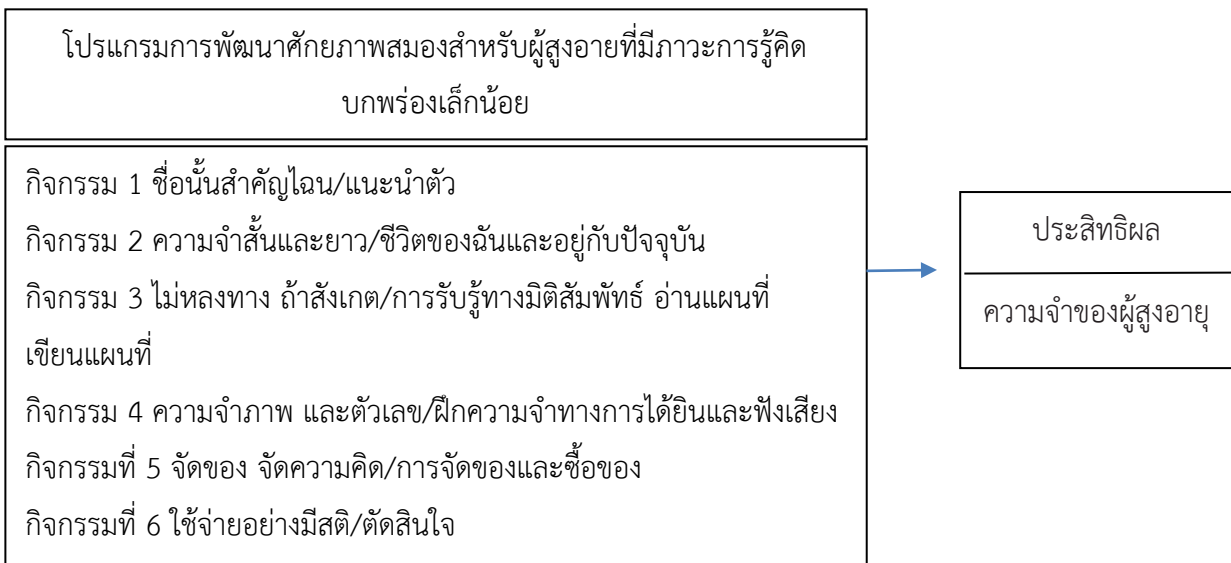 โปรแกรมการพัฒนาศักยภาพสมองสำหรับผู้สูงอายที่มีภาวะการรู้คิด
บกพร่องเล็กน้อย
กิจกรรม 1 ชื่อนั้นสำคัญไฉน/แนะนำตัว
กิจกรรม 2 ความจำสั้นและยาว/ชีวิตของฉันและอยู่กับปัจจุบัน
กิจกรรม 3 ไม่หลงทาง ถ้าสังเกต/การรับรู้ทางมิติสัมพัทธ์ อ่านแผนที่
เขียนแผนที่
กิจกรรม 4 ความจำภาพ และตัวเลข/ฝึกความจำทางการได้ยินและฟังเสียง
กิจกรรมที่ 5 จัดของ จัดความคิด/การจัดของและซื้อของ
กิจกรรมที่ 6 ใช้จ่ายอย่างมีสติ/ตัดสินใจ
ประสิทธิผล
ความจำของผู้สูงอายุ